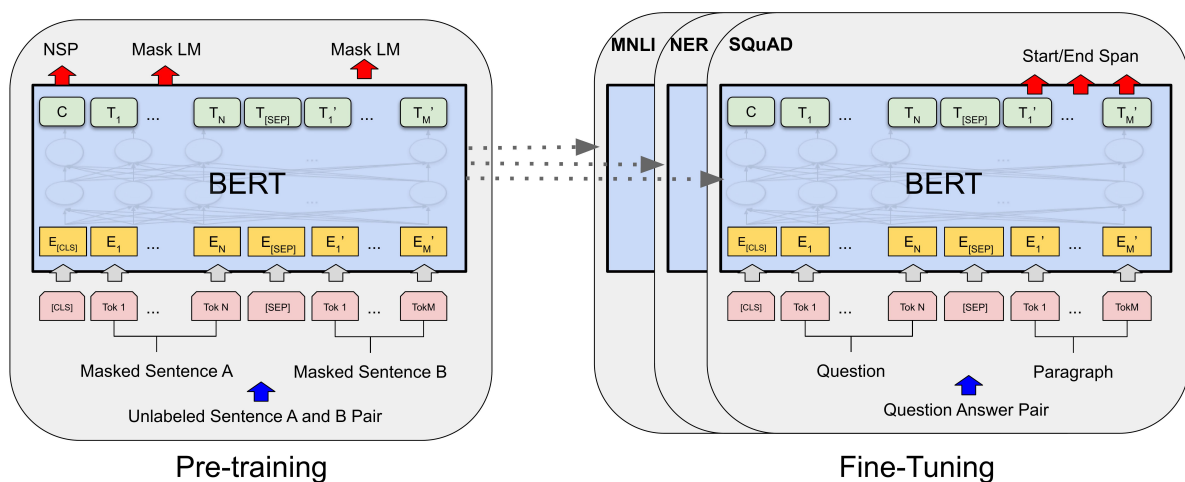 NSP Mask LM Mask LM
C T1 ... TN T[SEP] T1' ... TM'
...
BERT
...
E[CLS] E1 ... EN E[SEP] E1' ... EM'
[CLS] Tok 1 ... Tok N [SEP] Tok 1 ... TokM
Masked Sentence A Masked Sentence B
Unlabeled Sentence A and B Pair
Pre-training
MNLI NER SQuAD
Start/End Span
C T1 ... TN T[SEP] T1' ... TM'
...
BERT
...
E[CLS] E1 ... EN E[SEP] E1' ... EM'
[CLS] Tok 1 ... Tok N [SEP] Tok 1 ... TokM
Question Paragraph
Question Answer Pair
Fine-Tuning